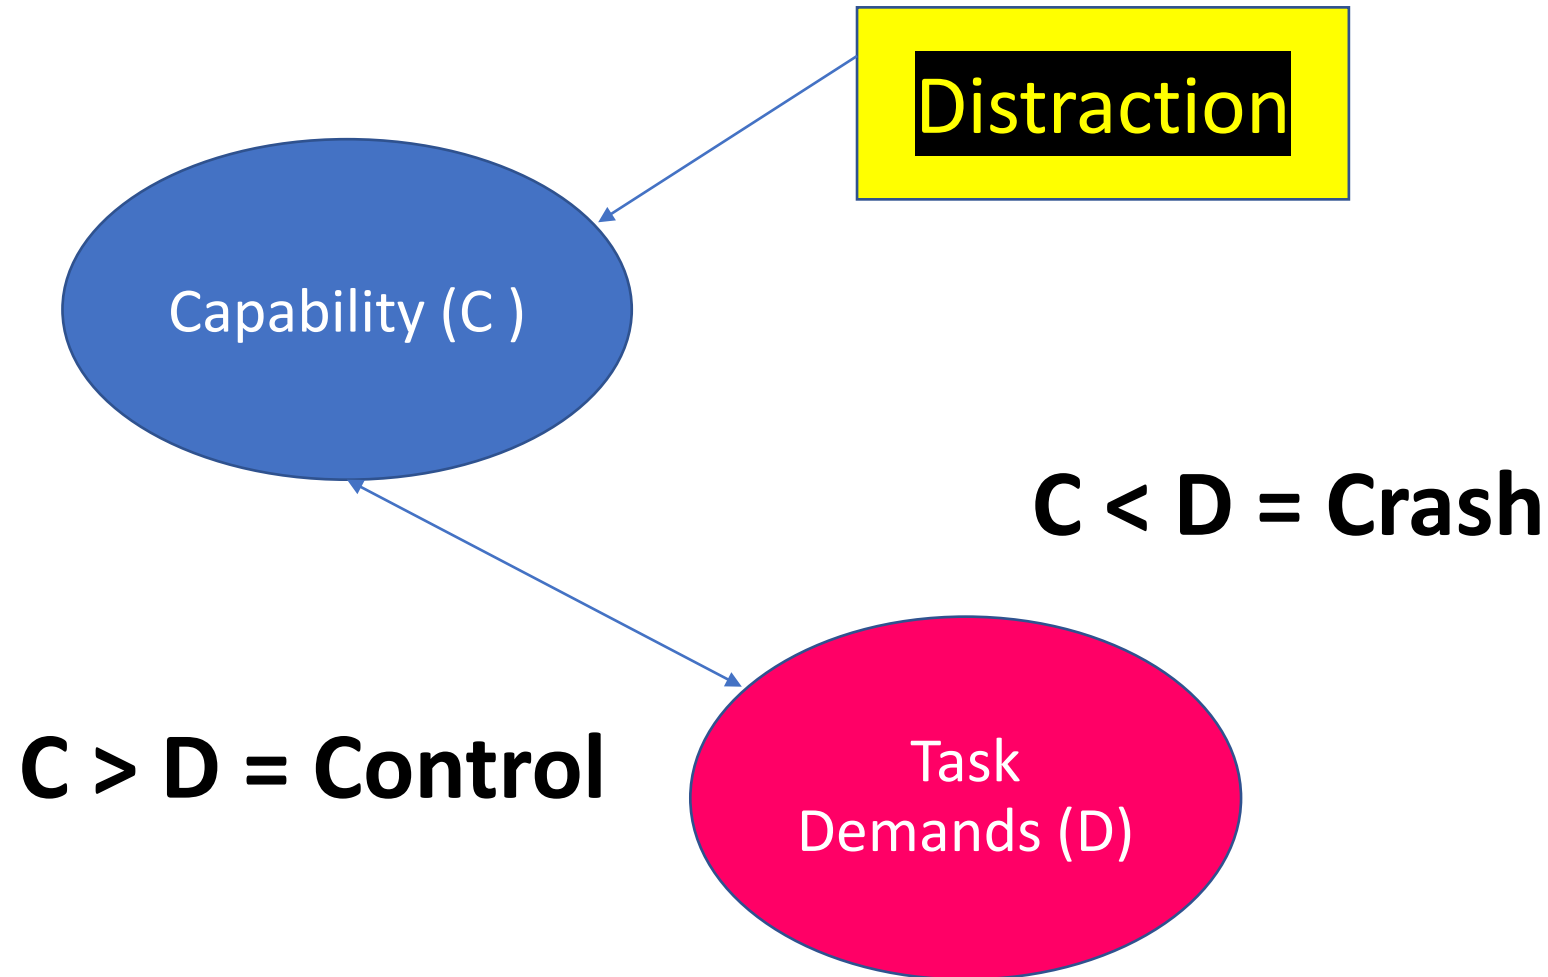 Distraction
Capability (C )
C < D = Crash
C > D = Control
Task
Demands (D)